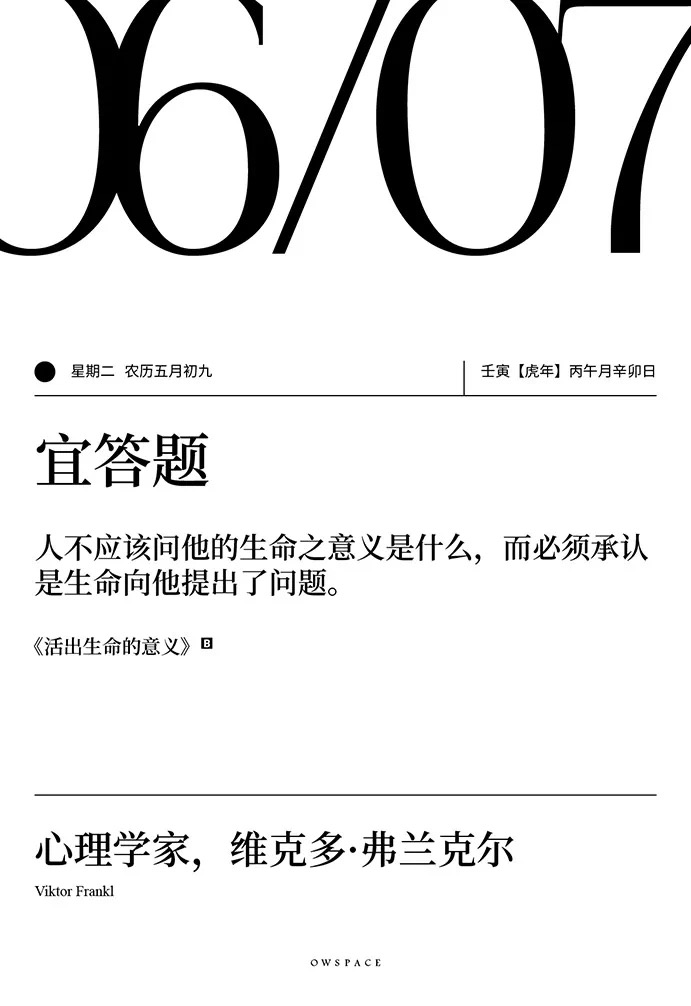 06/07
星期二 农历五月初九
壬寅【虎年】丙午月辛卯日
宜答题
人不应该问他的生命之意义是什么，而必须承认
是生命向他提出了问题。
《活出生命的意义》B
心理学家，维克多·弗兰克尔
Viktor Frankl
OWSPACE